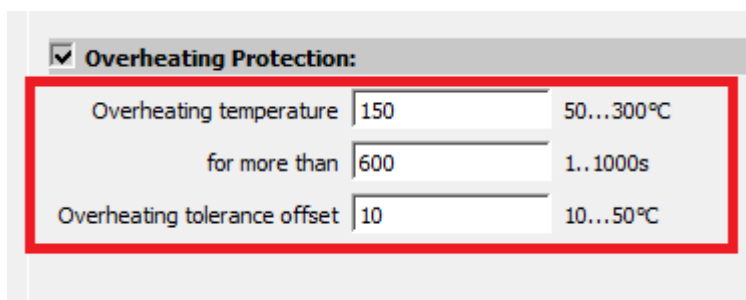 Overheating Protection:
Overheating temperature 150 50...300°C
for more than 600 1..1000s
Overheating tolerance offset 10 10...50°C